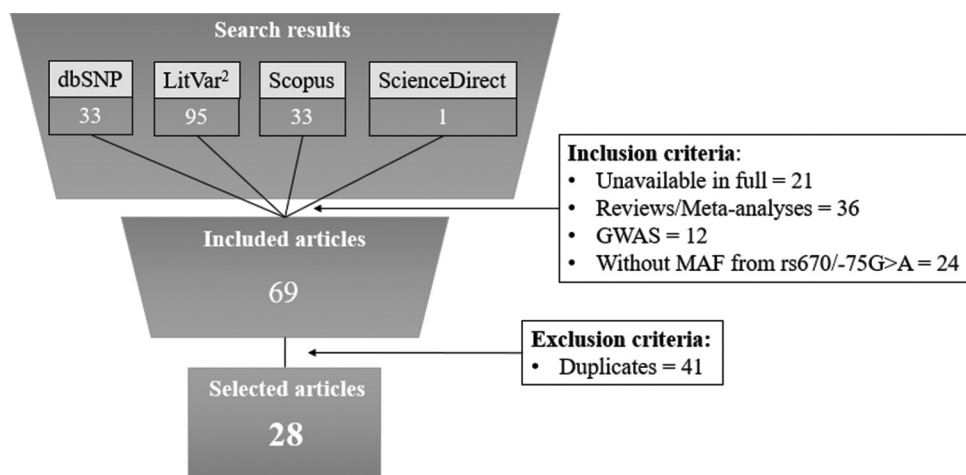 Search results
dbSNP LitVar² Scopus ScienceDirect
33 95 33 1
Inclusion criteria:
• Unavailable in full = 21
• Reviews/Meta-analyses = 36
• GWAS = 12
• Without MAF from rs670/-75G>A = 24
Included articles
69
Exclusion criteria:
• Duplicates = 41
Selected articles
28